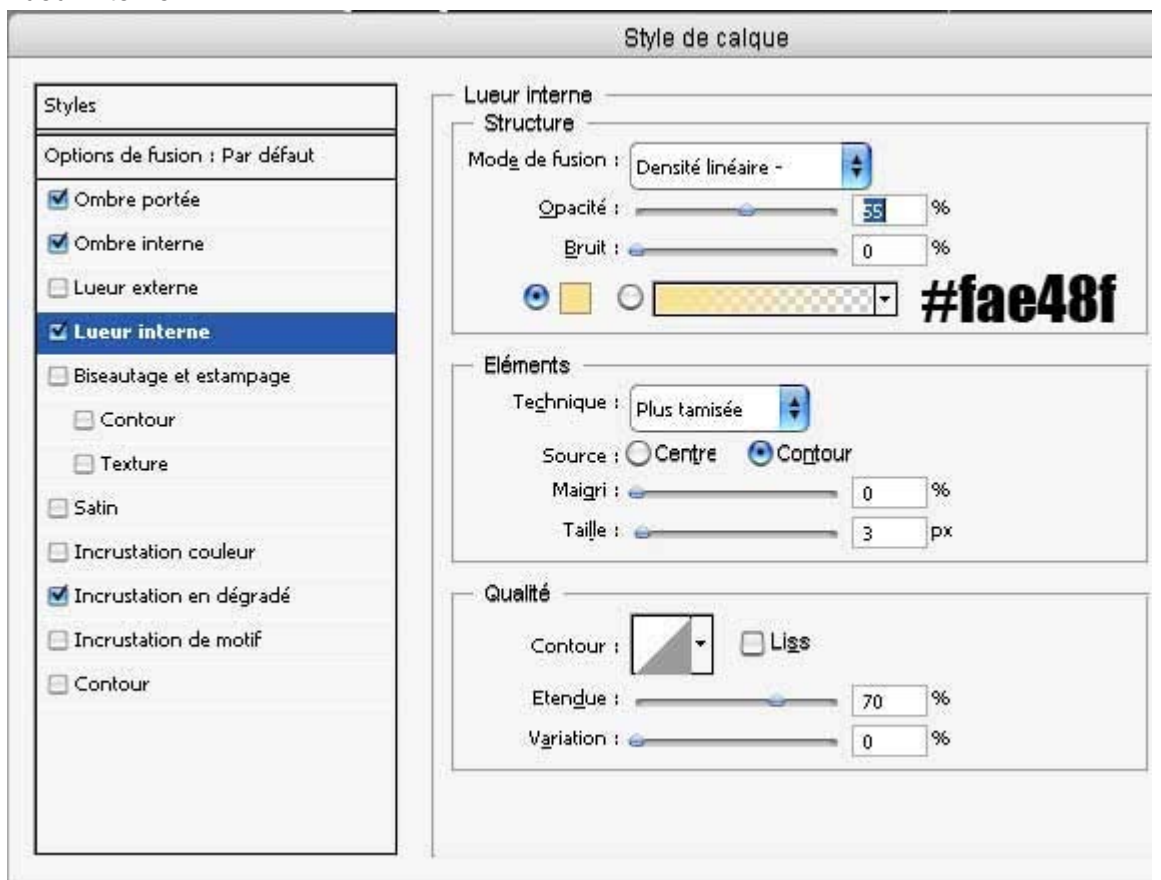 Style de calque
Styles
Options de fusion : Par défaut
Ombre portée
Ombre interne
Lueur externe
Lueur interne
Biseautage et estampage
Contour
Texture
Satin
Incrustation couleur
Incrustation en dégradé
Incrustation de motif
Contour
Lueur interne
Structure
Mode de fusion : Densité linéaire -
Opacité : 55 %
Bruit : 0 %
#fae48f
Eléments
Technique : Plus tamisée
Source : Centre Contour
Maigri : 0 %
Taille : 3 px
Qualité
Contour : Liss
Etendue : 70 %
Variation : 0 %